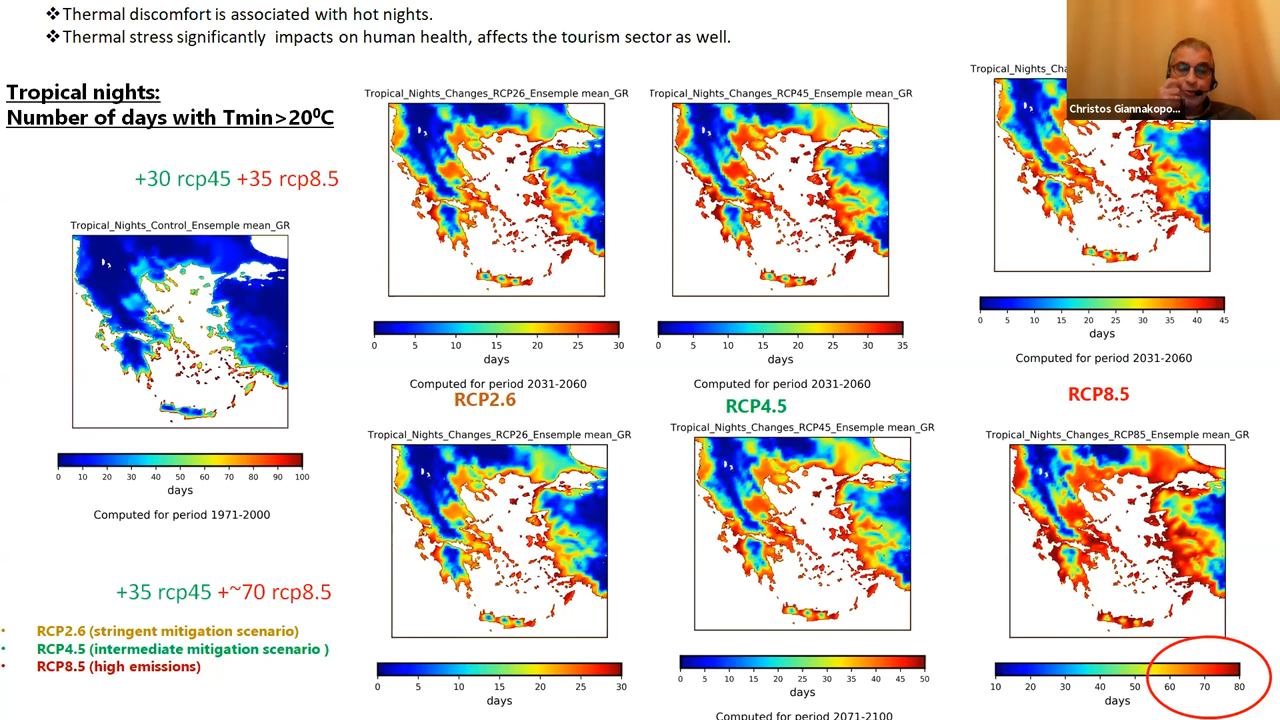 ❖Thermal discomfort is associated with hot nights.
❖Thermal stress significantly impacts on human health, affects the tourism sector as well.
Tropical nights:
Number of days with Tmin>20⁰C
+30 rcp45 +35 rcp8.5
Tropical_Nights_Control_Ensemple mean_GR
0 10 20 30 40 50 60 70 80 90 100
days
Computed for period 1971-2000
+35 rcp45 +~70 rcp8.5
• RCP2.6 (stringent mitigation scenario)
• RCP4.5 (intermediate mitigation scenario )
• RCP8.5 (high emissions)
Tropical_Nights_Changes_RCP26_Ensemple mean_GR
0 5 10 15 20 25 30
days
Computed for period 2031-2060
RCP2.6
Tropical_Nights_Changes_RCP45_Ensemple mean_GR
0 5 10 15 20 25 30 35
days
Computed for period 2031-2060
RCP4.5
Tropical_Nights_Cha
Christos Giannakopo...
0 5 10 15 20 25 30 35 40 45
days
Computed for period 2031-2060
RCP8.5
Tropical_Nights_Changes_RCP26_Ensemple mean_GR
0 5 10 15 20 25 30
days
Tropical_Nights_Changes_RCP45_Ensemple mean_GR
0 5 10 15 20 25 30 35 40 45 50
days
Computed for period 2071-2100
Tropical_Nights_Changes_RCP85_Ensemple mean_GR
10 20 30 40 50 60 70 80
days